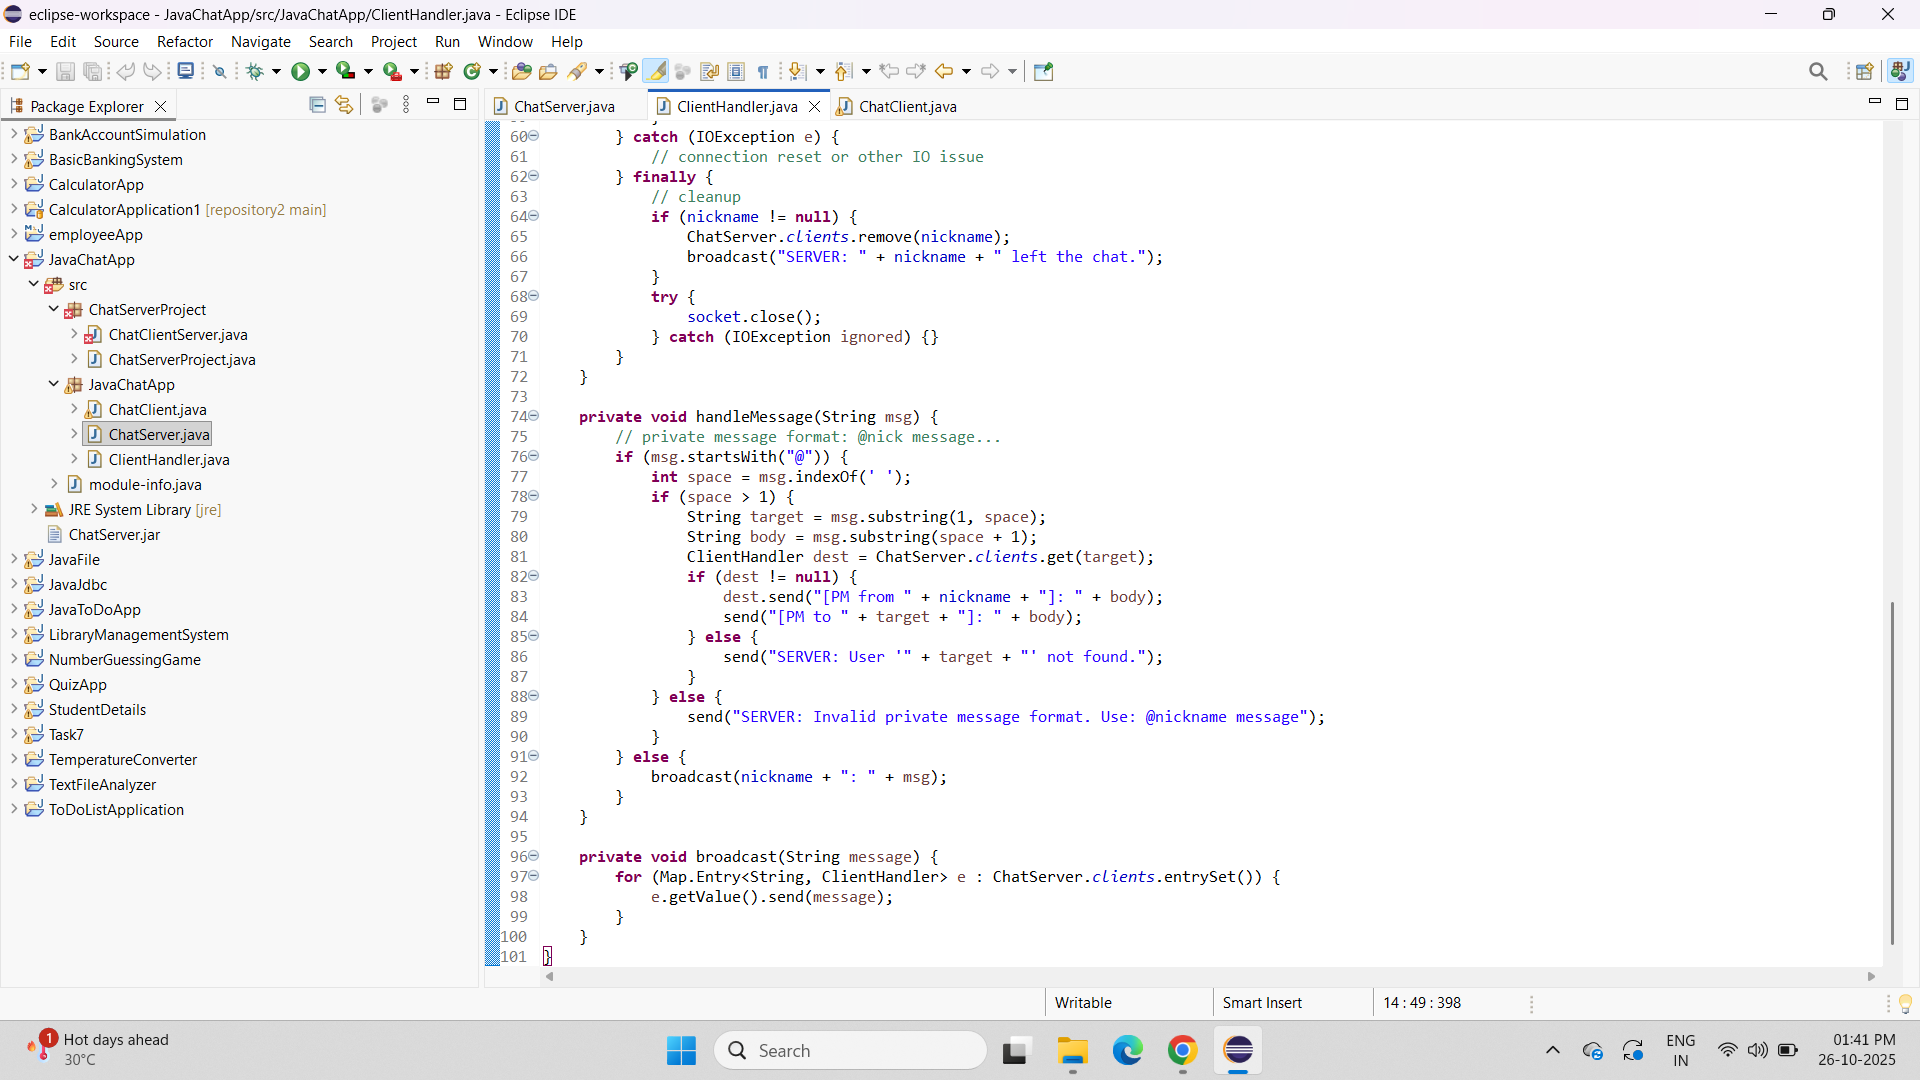 eclipse-workspace - JavaChatApp/src/JavaChatApp/ClientHandler.java - Eclipse IDE
File Edit Source Refactor Navigate Search Project Run Window Help
Package Explorer
ChatServer.java ClientHandler.java ChatClient.java
BankAccountSimulation
BasicBankingSystem
CalculatorApp
CalculatorApplication1 [repository2 main]
employeeApp
JavaChatApp
src
ChatServerProject
ChatClientServer.java
ChatServerProject.java
JavaChatApp
ChatClient.java
ChatServer.java
ClientHandler.java
module-info.java
JRE System Library [jre]
ChatServer.jar
JavaFile
JavaJdbc
JavaToDoApp
LibraryManagementSystem
NumberGuessingGame
QuizApp
StudentDetails
Task7
TemperatureConverter
TextFileAnalyzer
ToDoListApplication
60 } catch (IOException e) {
61 // connection reset or other IO issue
62 } finally {
63 // cleanup
64 if (nickname != null) {
65 ChatServer.clients.remove(nickname);
66 broadcast("SERVER: " + nickname + " left the chat.");
67 }
68 try {
69 socket.close();
70 } catch (IOException ignored) {}
71 }
72 }
73
74 private void handleMessage(String msg) {
75 // private message format: @nick message...
76 if (msg.startsWith("@")) {
77 int space = msg.indexOf(' ');
78 if (space > 1) {
79 String target = msg.substring(1, space);
80 String body = msg.substring(space + 1);
81 ClientHandler dest = ChatServer.clients.get(target);
82 if (dest != null) {
83 dest.send("[PM from " + nickname + "]: " + body);
84 send("[PM to " + target + "]: " + body);
85 } else {
86 send("SERVER: User '" + target + "' not found.");
87 }
88 } else {
89 send("SERVER: Invalid private message format. Use: @nickname message");
90 }
91 } else {
92 broadcast(nickname + ": " + msg);
93 }
94 }
95
96 private void broadcast(String message) {
97 for (Map.Entry<String, ClientHandler> e : ChatServer.clients.entrySet()) {
98 e.getValue().send(message);
99 }
100 }
101 }
Writable Smart Insert 14 : 49 : 398
1
Hot days ahead
30°C
Search
ENG
IN
01:41 PM
26-10-2025